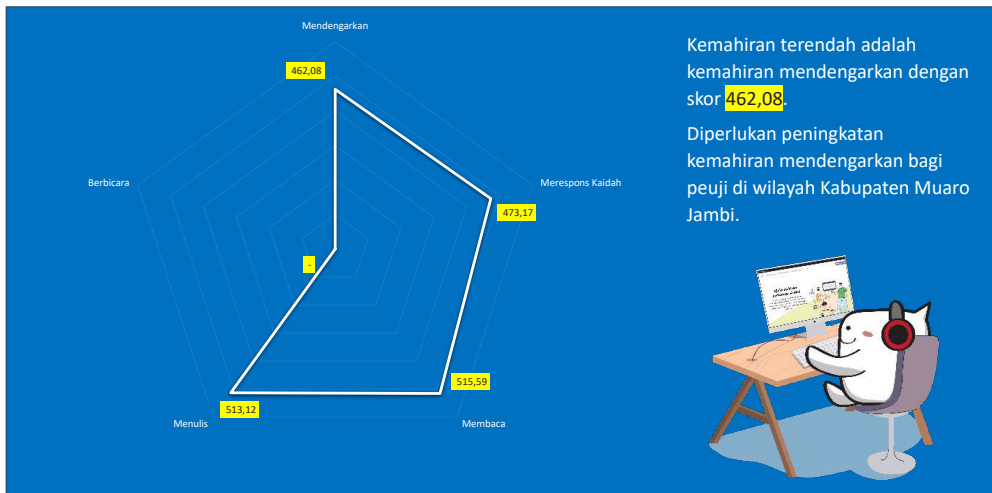 Mendengarkan
462,08
Berbicara
Merespons Kaidah
473,17
-
515,59
513,12
Menulis
Membaca
Kemahiran terendah adalah
kemahiran mendengarkan dengan
skor 462,08.
Diperlukan peningkatan
kemahiran mendengarkan bagi
peuji di wilayah Kabupaten Muaro
Jambi.